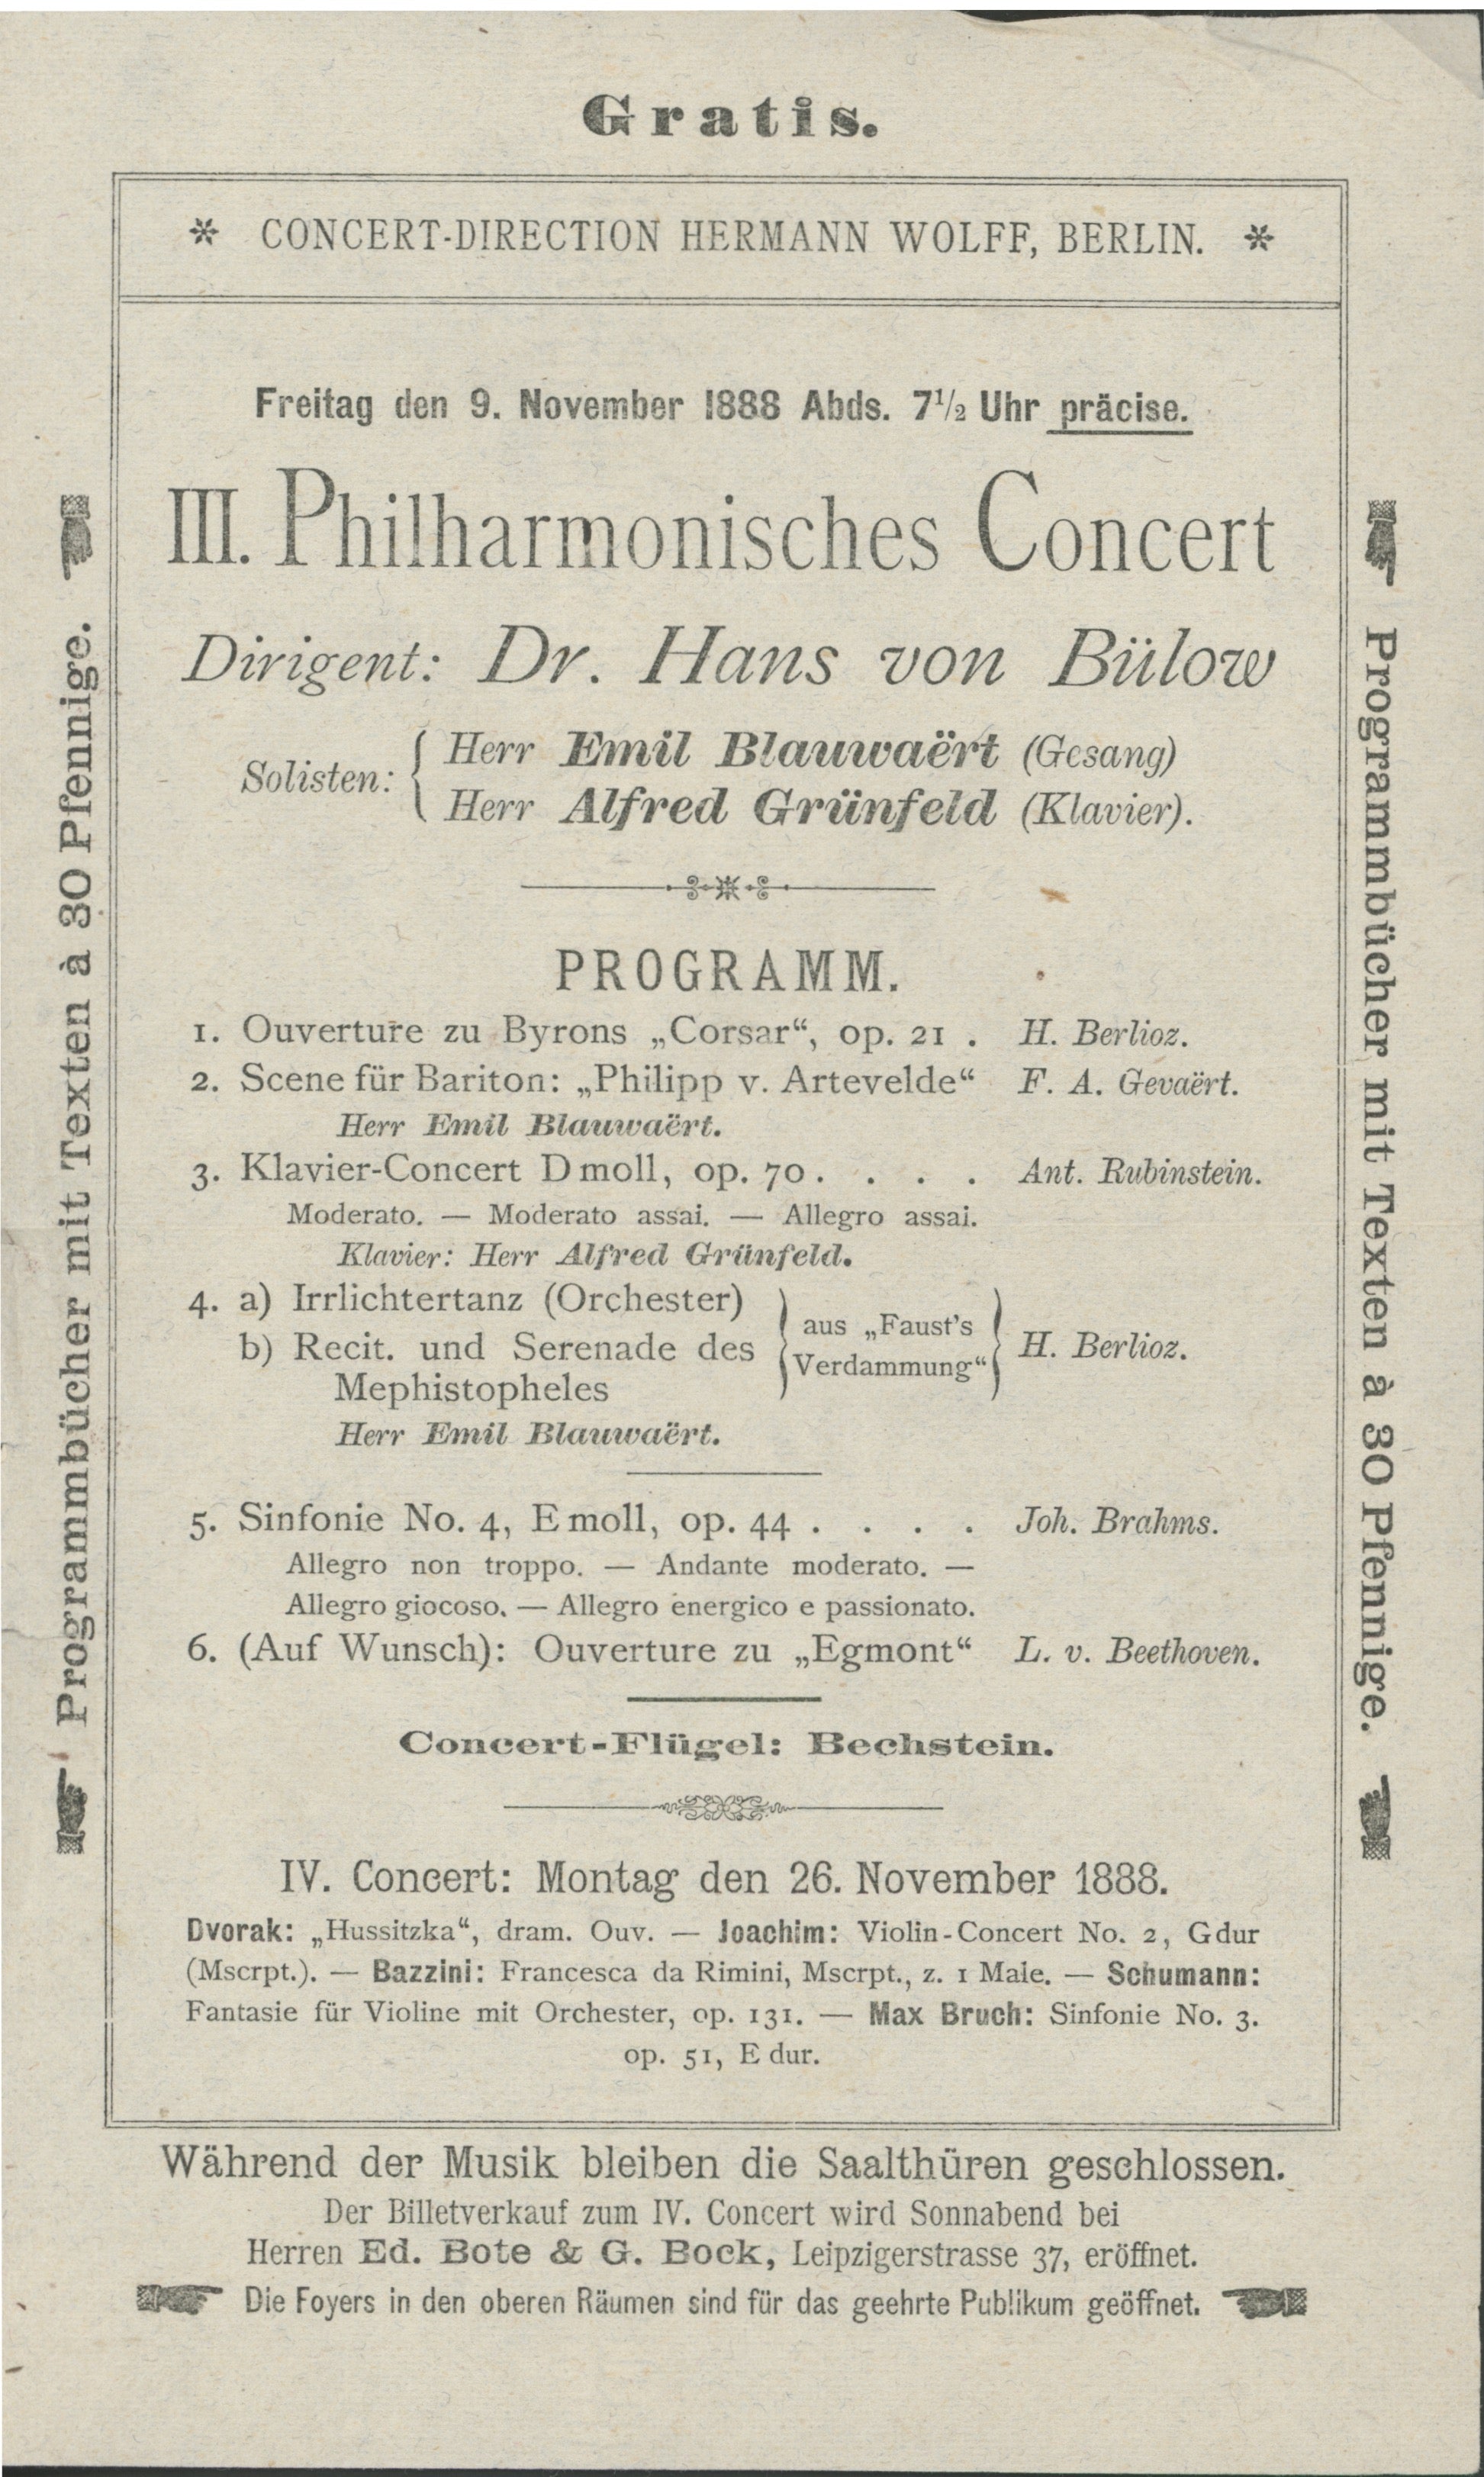 Gratis.
* CONCERT-DIRECTION HERMANN WOLFF, BERLIN. *
Freitag den 9. November 1888 Abds. 7½ Uhr präcise.
III. Philharmonisches Concert
Dirigent: Dr. Hans von Bülow
Solisten: { Herr Emil Blauwaërt (Gesang)
Herr Alfred Grünfeld (Klavier).
PROGRAMM.
1. Ouverture zu Byrons „Corsar“, op. 21 . H. Berlioz.
2. Scene für Bariton: „Philipp v. Artevelde“ F. A. Gevaërt.
Herr Emil Blauwaërt.
3. Klavier-Concert D moll, op. 70 . . . . Ant. Rubinstein.
Moderato. — Moderato assai. — Allegro assai.
Klavier: Herr Alfred Grünfeld.
4. a) Irrlichtertanz (Orchester)
b) Recit. und Serenade des
Mephistopheles
aus „Faust's
Verdammung“
H. Berlioz.
Herr Emil Blauwaërt.
5. Sinfonie No. 4, E moll, op. 44 . . . . Joh. Brahms.
Allegro non troppo. — Andante moderato. —
Allegro giocoso. — Allegro energico e passionato.
6. (Auf Wunsch): Ouverture zu „Egmont“ L. v. Beethoven.
Concert-Flügel: Bechstein.
IV. Concert: Montag den 26. November 1888.
Dvorak: „Hussitzka“, dram. Ouv. — Joachim: Violin-Concert No. 2, G dur
(Mscrpt.). — Bazzini: Francesca da Rimini, Mscrpt., z. 1 Male. — Schumann:
Fantasie für Violine mit Orchester, op. 131. — Max Bruch: Sinfonie No. 3.
op. 51, E dur.
Während der Musik bleiben die Saalthüren geschlossen.
Der Billetverkauf zum IV. Concert wird Sonnabend bei
Herren Ed. Bote & G. Bock, Leipzigerstrasse 37, eröffnet.
Die Foyers in den oberen Räumen sind für das geehrte Publikum geöffnet.
Programmbücher mit Texten à 30 Pfennige.
Programmbücher mit Texten à 30 Pfennige.